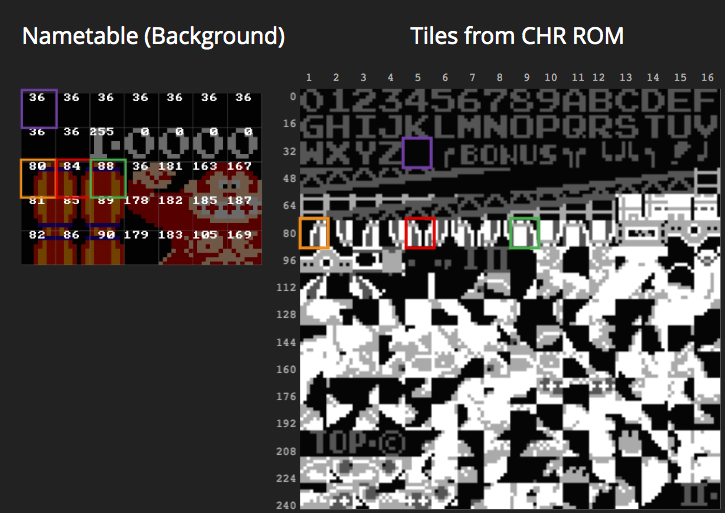 Nametable (Background)
Tiles from CHR ROM
1 2 3 4 5 6 7 8 9 10 11 12 13 14 15 16
36 36 36 36 36 36 36
36 36 255 0 0 0 0
1-0000
80 84 88 36 181 163 167
81 85 89 178 182 185 187
82 86 90 179 183 105 169
0
16
32
48
64
80
96
112
128
144
160
176
192
208
224
240
0123456789ABCDEF
GHIJKLMNOPQRSTUV
WXYZ BONUS
TOP·©